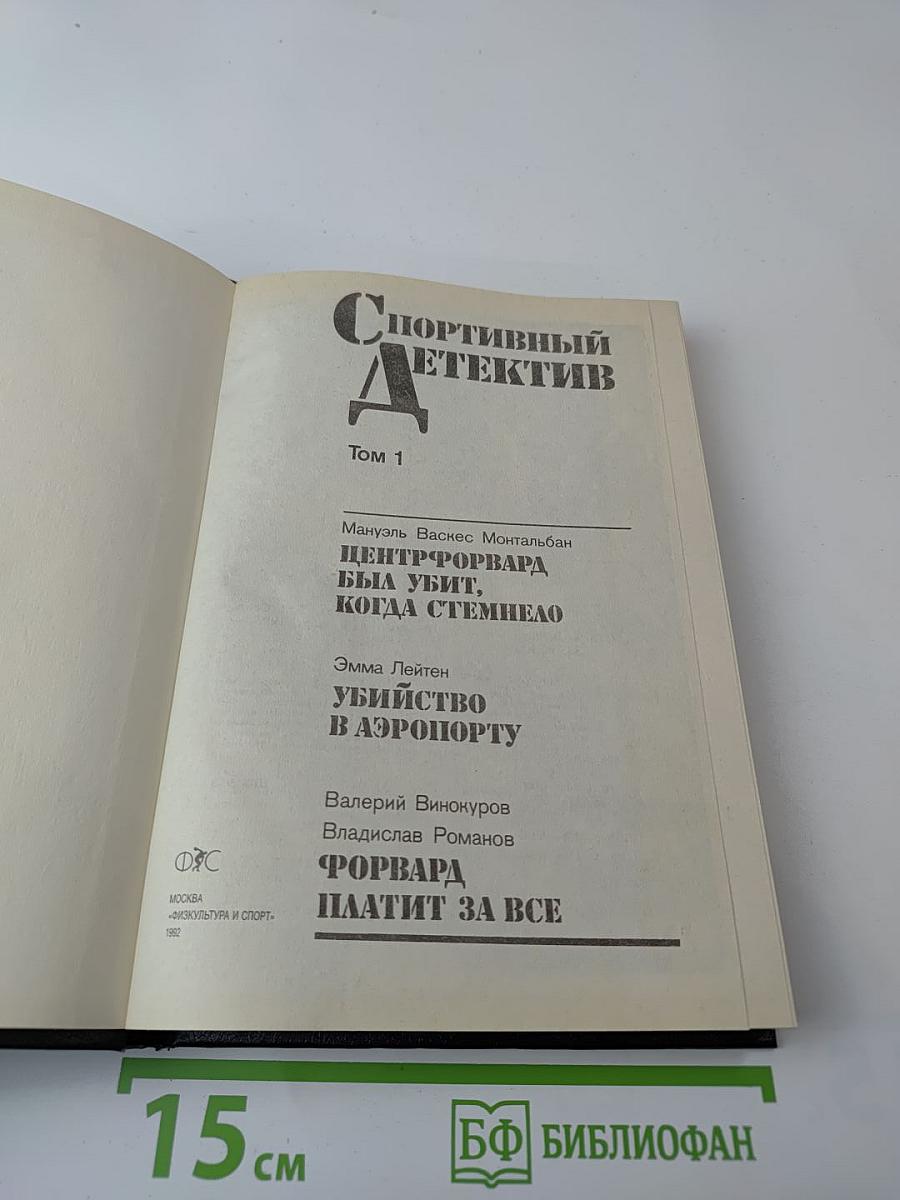 Спортивный
Детектив
Том 1
Мануэль Васкес Монтальбан
ЦЕНТРФОРВАРД
БЫЛ УБИТ,
КОГДА СТЕМНЕЛО
Эмма Лейтен
УБИЙСТВО
В АЭРОПОРТУ
Валерий Винокуров
Владислав Романов
ФОРВАРД
ПЛАТИТ ЗА ВСЕ
ФиС
МОСКВА
«ФИЗКУЛЬТУРА И СПОРТ»
1992
15 см
БФ БИБЛИОФАН